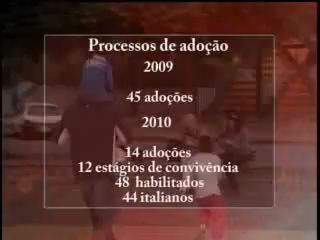 Processos de adoção
2009
45 adoções
2010
14 adoções
12 estágios de convivência
48 habilitados
44 italianos